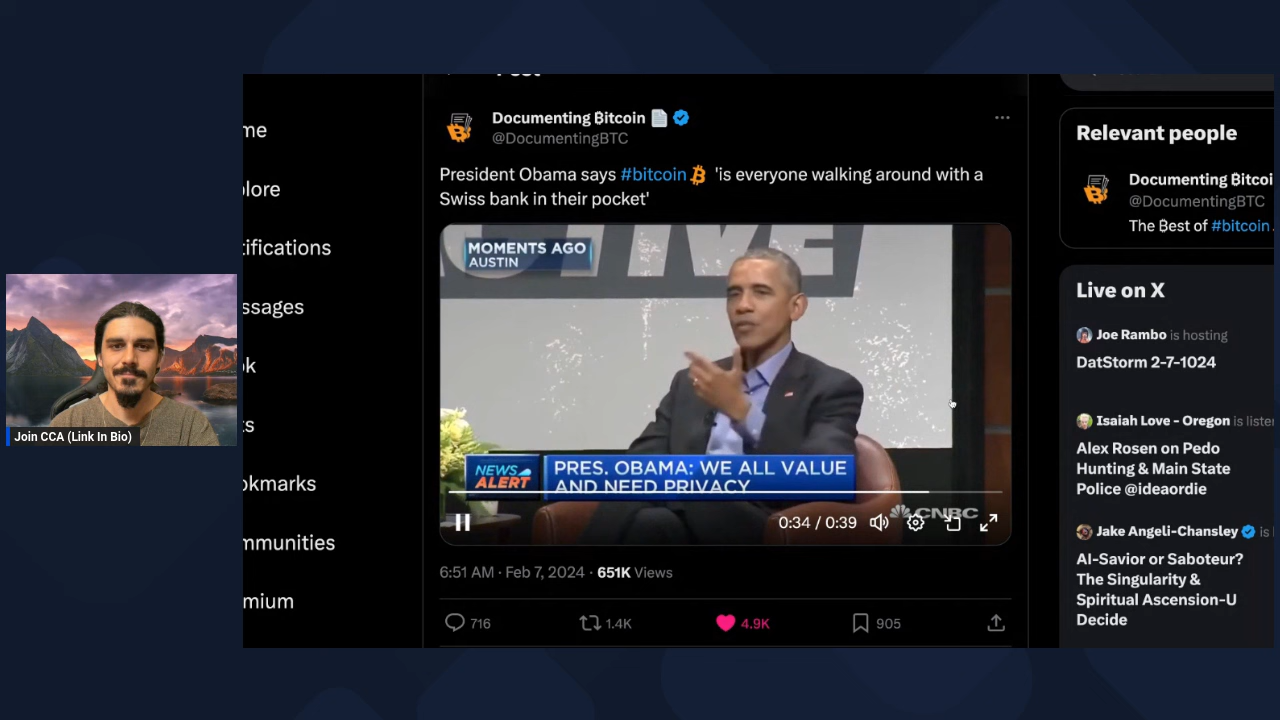 Documenting ₿itcoin
@DocumentingBTC
President Obama says #bitcoin 'is everyone walking around with a
Swiss bank in their pocket'
MOMENTS AGO
AUSTIN
NEWS
ALERT
PRES. OBAMA: WE ALL VALUE
AND NEED PRIVACY
CNBC
0:34 / 0:39
6:51 AM · Feb 7, 2024 · 651K Views
716
1.4K
4.9K
905
me
lore
tifications
ssages
k
ts
okmarks
mmunities
mium
Join CCA (Link In Bio)
Relevant people
Documenting ₿itcoi
@DocumentingBTC
The Best of #bitcoin
Live on X
Joe Rambo is hosting
DatStorm 2-7-1024
Isaiah Love - Oregon is liste
Alex Rosen on Pedo
Hunting & Main State
Police @ideaordie
Jake Angeli-Chansley is
AI-Savior or Saboteur?
The Singularity &
Spiritual Ascension-U
Decide